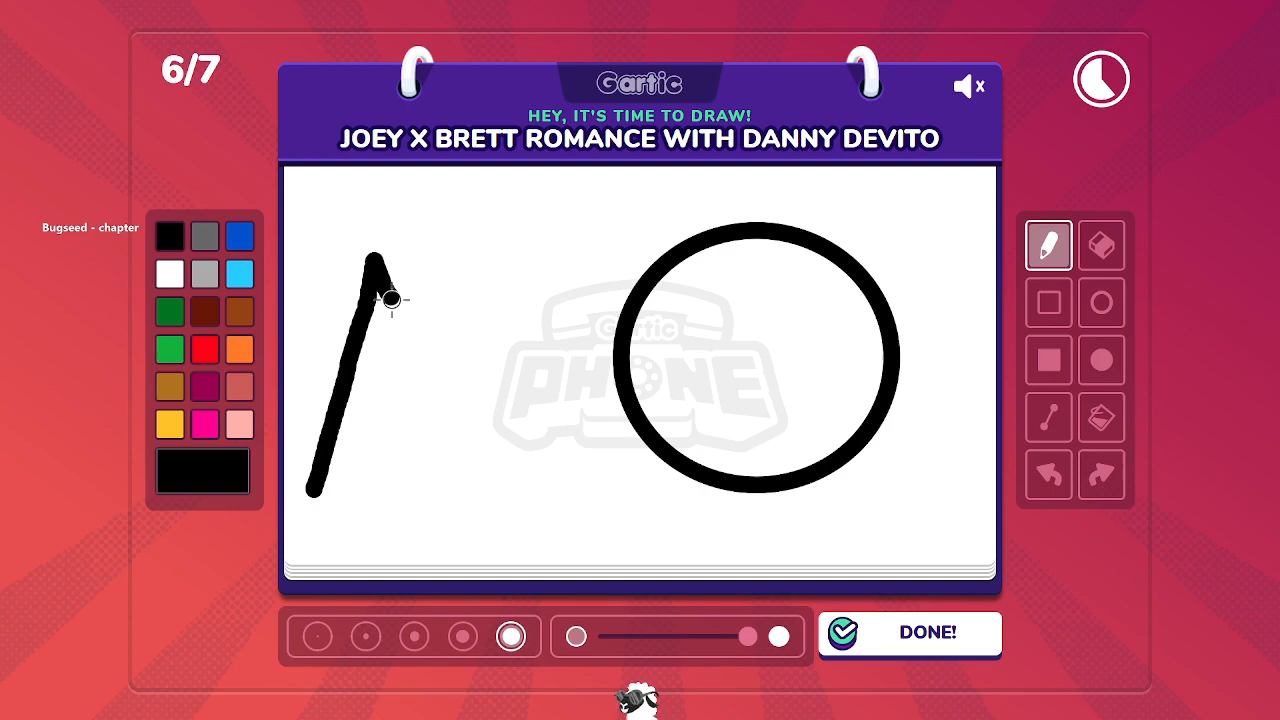 6/7
Gartic
HEY, IT'S TIME TO DRAW!
JOEY X BRETT ROMANCE WITH DANNY DEVITO
Bugseed - chapter
Gartic
PHONE
DONE!